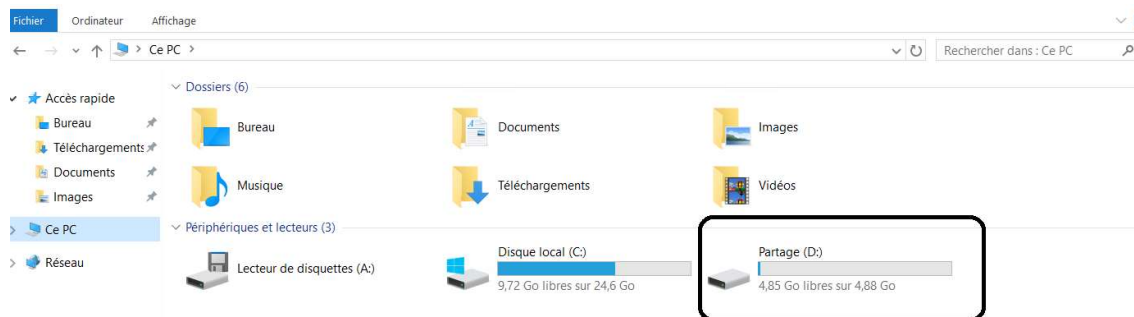 Fichier Ordinateur Affichage
Ce PC
Rechercher dans : Ce PC
Accès rapide
Bureau
Téléchargements
Documents
Images
Ce PC
Réseau
Dossiers (6)
Bureau Documents Images
Musique Téléchargements Vidéos
Périphériques et lecteurs (3)
Lecteur de disquettes (A:)
Disque local (C:)
9,72 Go libres sur 24,6 Go
Partage (D:)
4,85 Go libres sur 4,88 Go